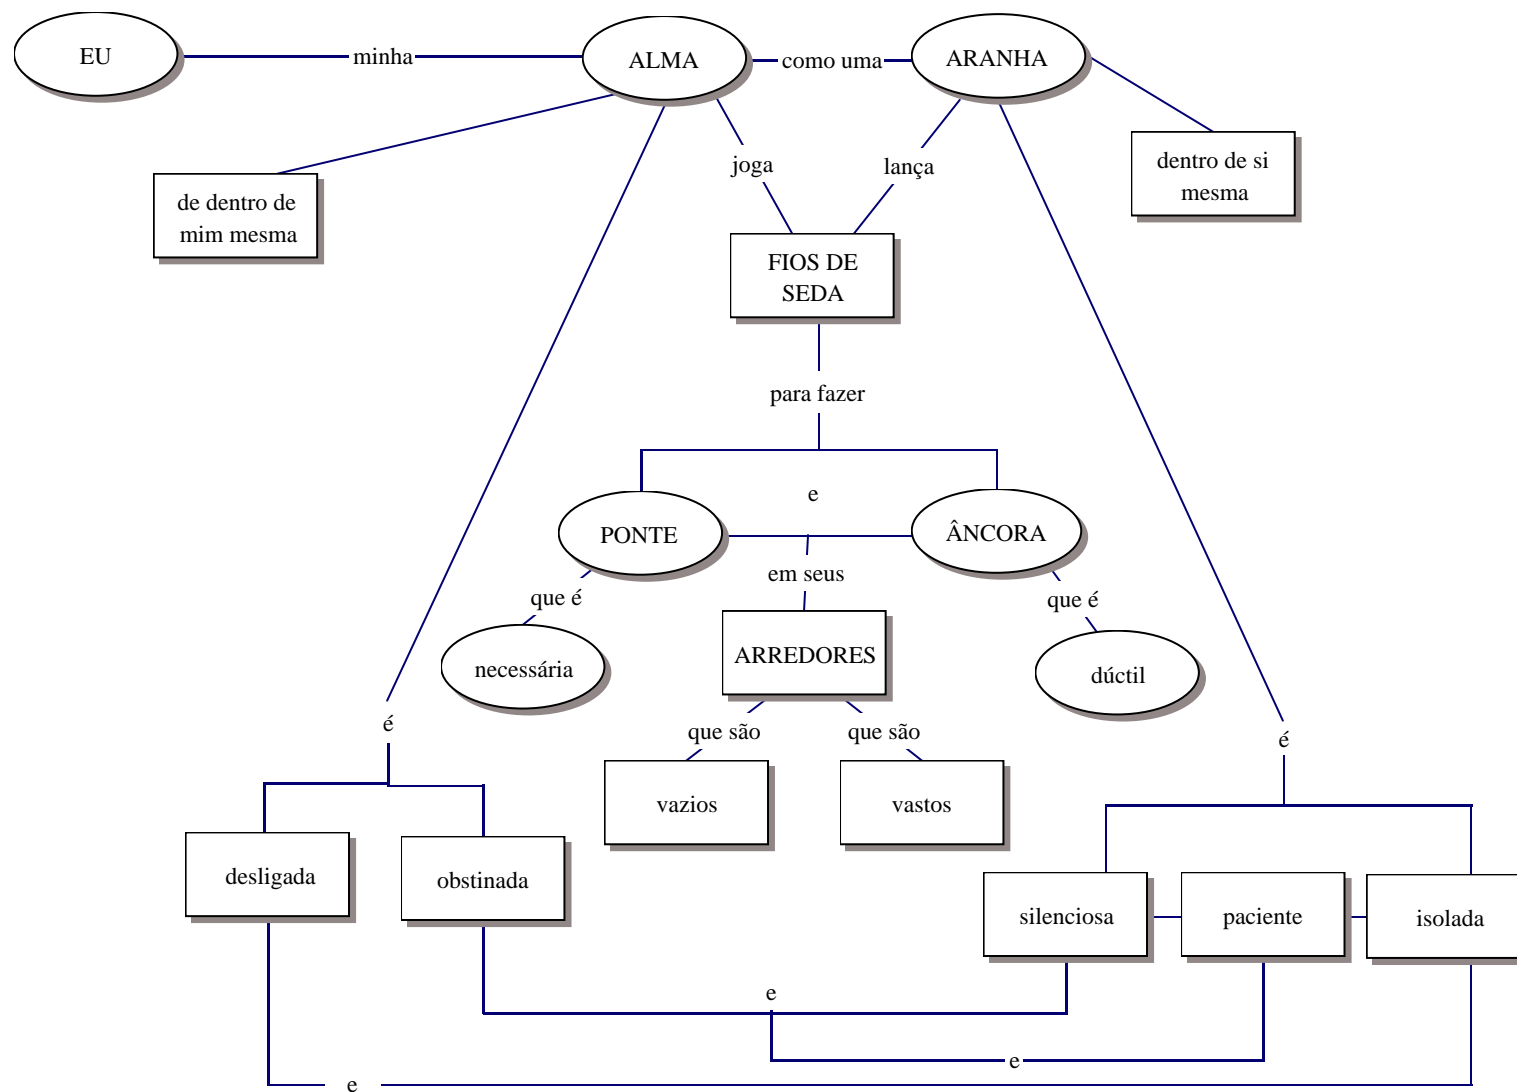 EU
minha
ALMA
como uma
ARANHA
joga
lança
dentro de si
mesma
de dentro de
mim mesma
FIOS DE
SEDA
para fazer
e
PONTE
ÂNCORA
em seus
que é
que é
necessária
ARREDORES
dúctil
é
que são
que são
é
vazios
vastos
desligada
obstinada
silenciosa
paciente
isolada
e
e
e